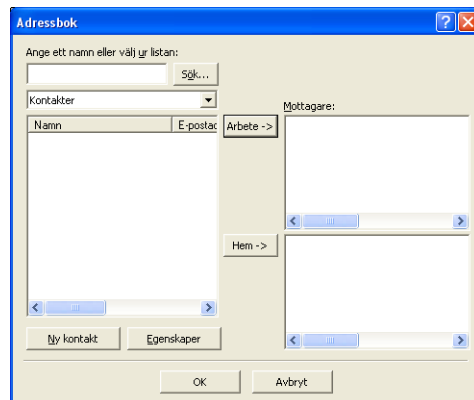 Adressbok
Ange ett namn eller välj ur listan:
Sök...
Kontakter
Mottagare:
Namn E-postad
Arbete ->
Hem ->
Ny kontakt Egenskaper
OK Avbryt